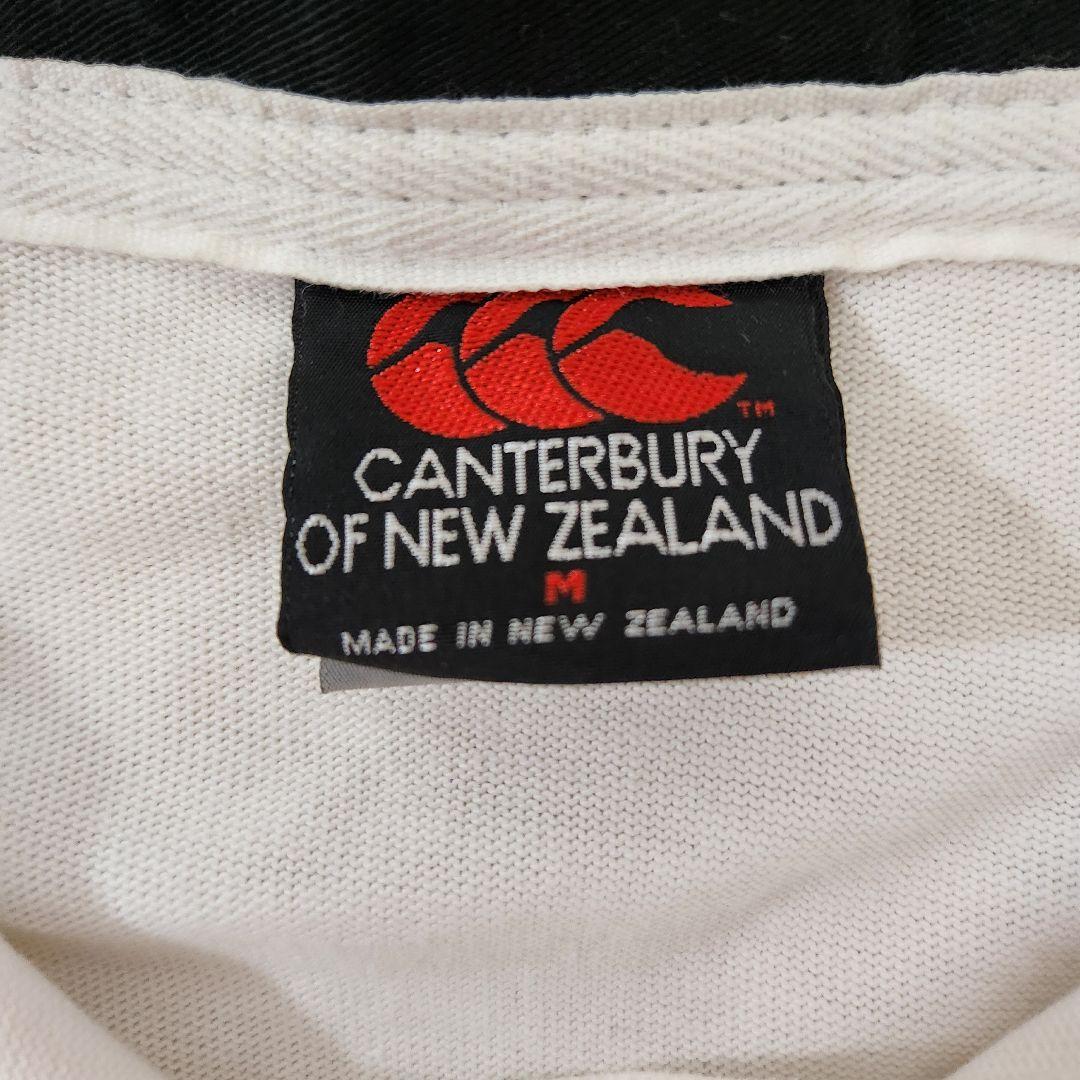 TM
CANTERBURY
OF NEW ZEALAND
M
MADE IN NEW ZEALAND